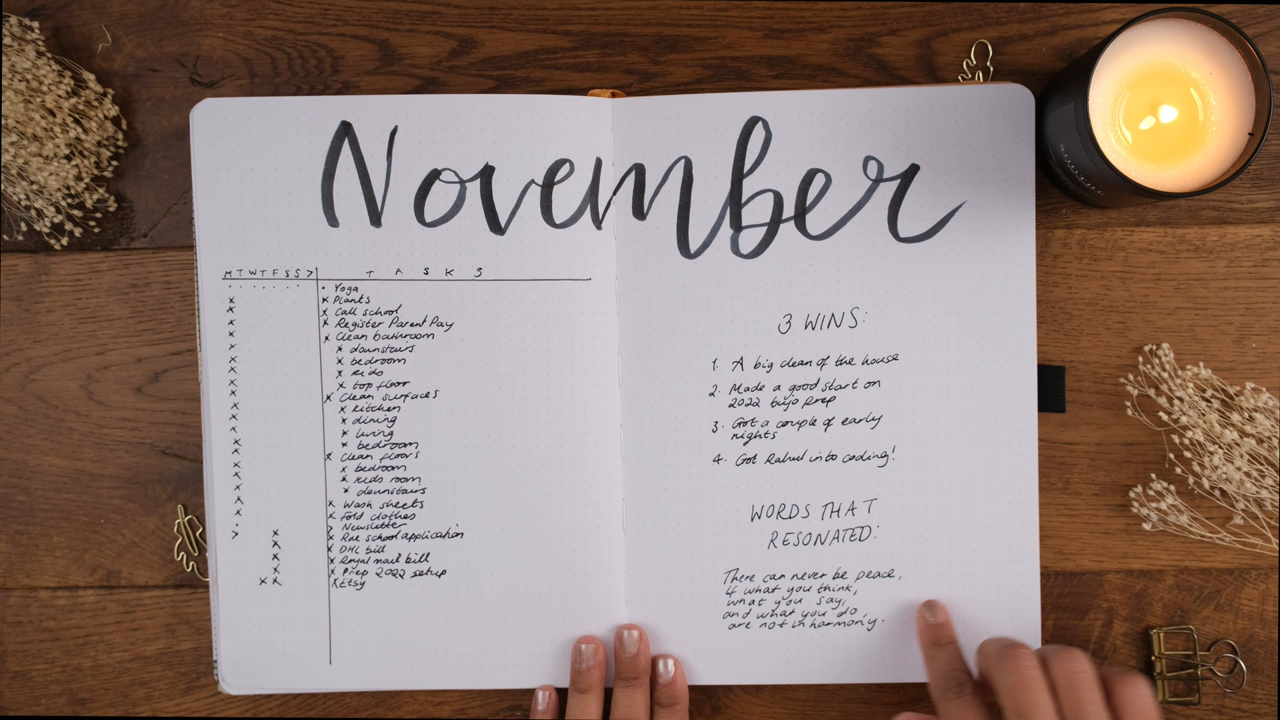 November
M T W T F S S > T A S K S
. . . . . . . • Yoga
x x Plants
x x Call school
x x Register Parent Pay
x x Clean bathroom
x x downstairs
x x bedroom
x x kids
x x top floor
x x Clean surfaces
x x kitchen
x x dining
x x living
x x bedroom
x x Clean floors
x x bedroom
x x kids room
x x downstairs
x x Wash sheets
x x Fold clothes
. > Newsletter
> x x school application
x x DHL bill
x x Royal mail bill
x x Prep 2022 setup
x x x Etsy
3 WINS:
1. A big clean of the house
2. Made a good start on
2022 bujo prep
3. Got a couple of early
nights
4. Got Rahul into coding!
WORDS THAT
RESONATED:
There can never be peace,
if what you think,
what you say,
and what you do,
are not in harmony.